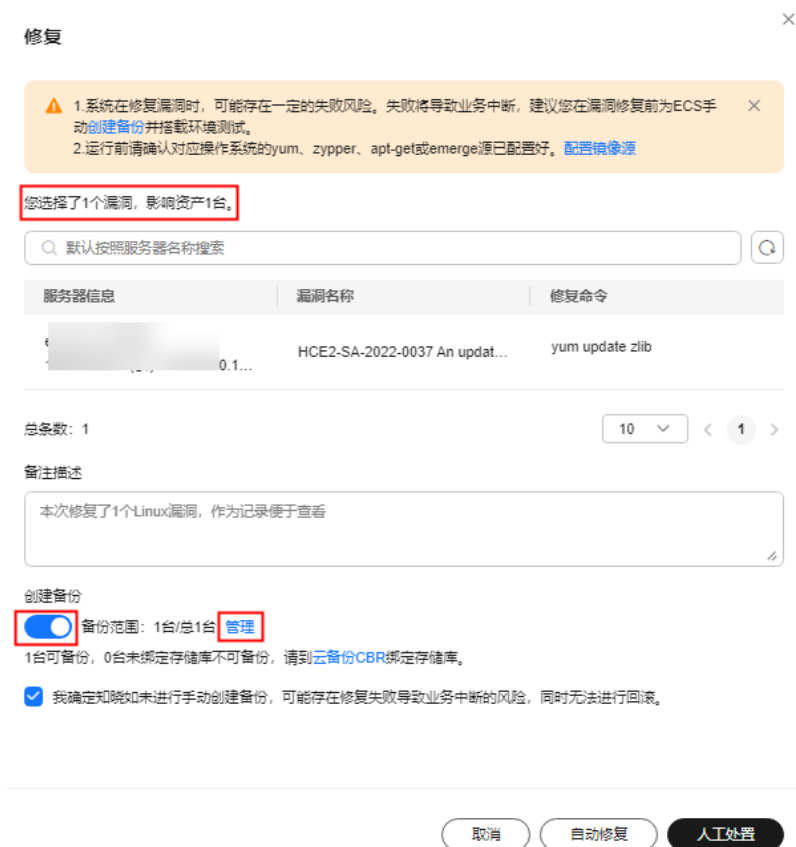 修复
1.系统在修复漏洞时，可能存在一定的失败风险。失败将导致业务中断，建议您在漏洞修复前为ECS手
动创建备份并搭载环境测试。
2.运行前请确认对应操作系统的yum、zypper、apt-get或emerge源已配置好。 配置镜像源
您选择了1个漏洞，影响资产1台。
默认按照服务器名称搜索
服务器信息 漏洞名称 修复命令
HCE2-SA-2022-0037 An updat... yum update zlib
0.1...
总条数：1 10 1
备注描述
本次修复了1个Linux漏洞，作为记录便于查看
创建备份
备份范围：1台/总1台 管理
1台可备份，0台未绑定存储库不可备份，请到云备份CBR绑定存储库。
我确定知晓如未进行手动创建备份，可能存在修复失败导致业务中断的风险，同时无法进行回滚。
取消 自动修复 人工处置